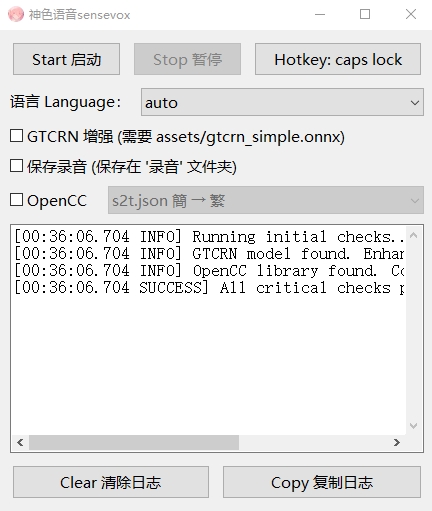 神色语音sensevox
Start 启动 Stop 暂停 Hotkey: caps lock
语言 Language: auto
GTCRN 增强 (需要 assets/gtcrn_simple.onnx)
保存录音 (保存在 '录音' 文件夹)
OpenCC s2t.json 簡 → 繁
[00:36:06.704 INFO] Running initial checks..
[00:36:06.704 INFO] GTCRN model found. Enhan
[00:36:06.704 INFO] OpenCC library found. Co
[00:36:06.704 SUCCESS] All critical checks p
Clear 清除日志 Copy 复制日志